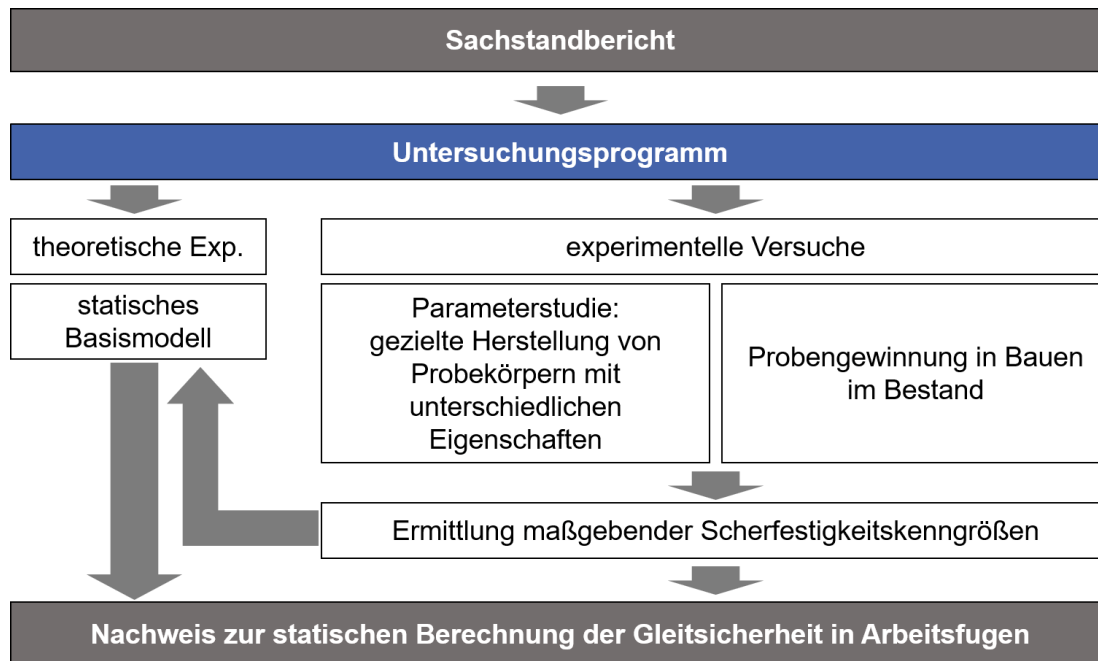 Sachstandbericht
Untersuchungsprogramm
theoretische Exp.
experimentelle Versuche
statisches
Basismodell
Parameterstudie:
gezielte Herstellung von
Probekörpern mit
unterschiedlichen
Eigenschaften
Probengewinnung in Bauen
im Bestand
Ermittlung maßgebender Scherfestigkeitskenngrößen
Nachweis zur statischen Berechnung der Gleitsicherheit in Arbeitsfugen